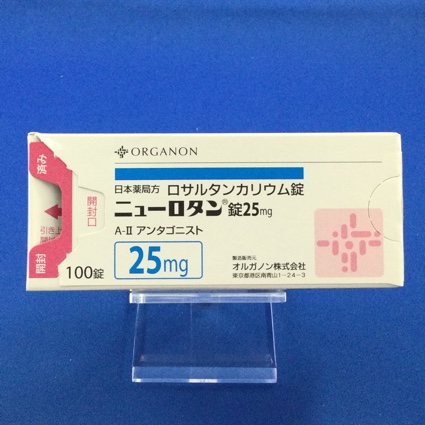 ORGANON
日本薬局方 ロサルタンカリウム錠
ニューロタン®錠25mg
A-II アンタゴニスト
100錠
25mg
製造販売元
オルガノン株式会社
東京都港区南青山1-24-3
開封口
開封
済み
引き上